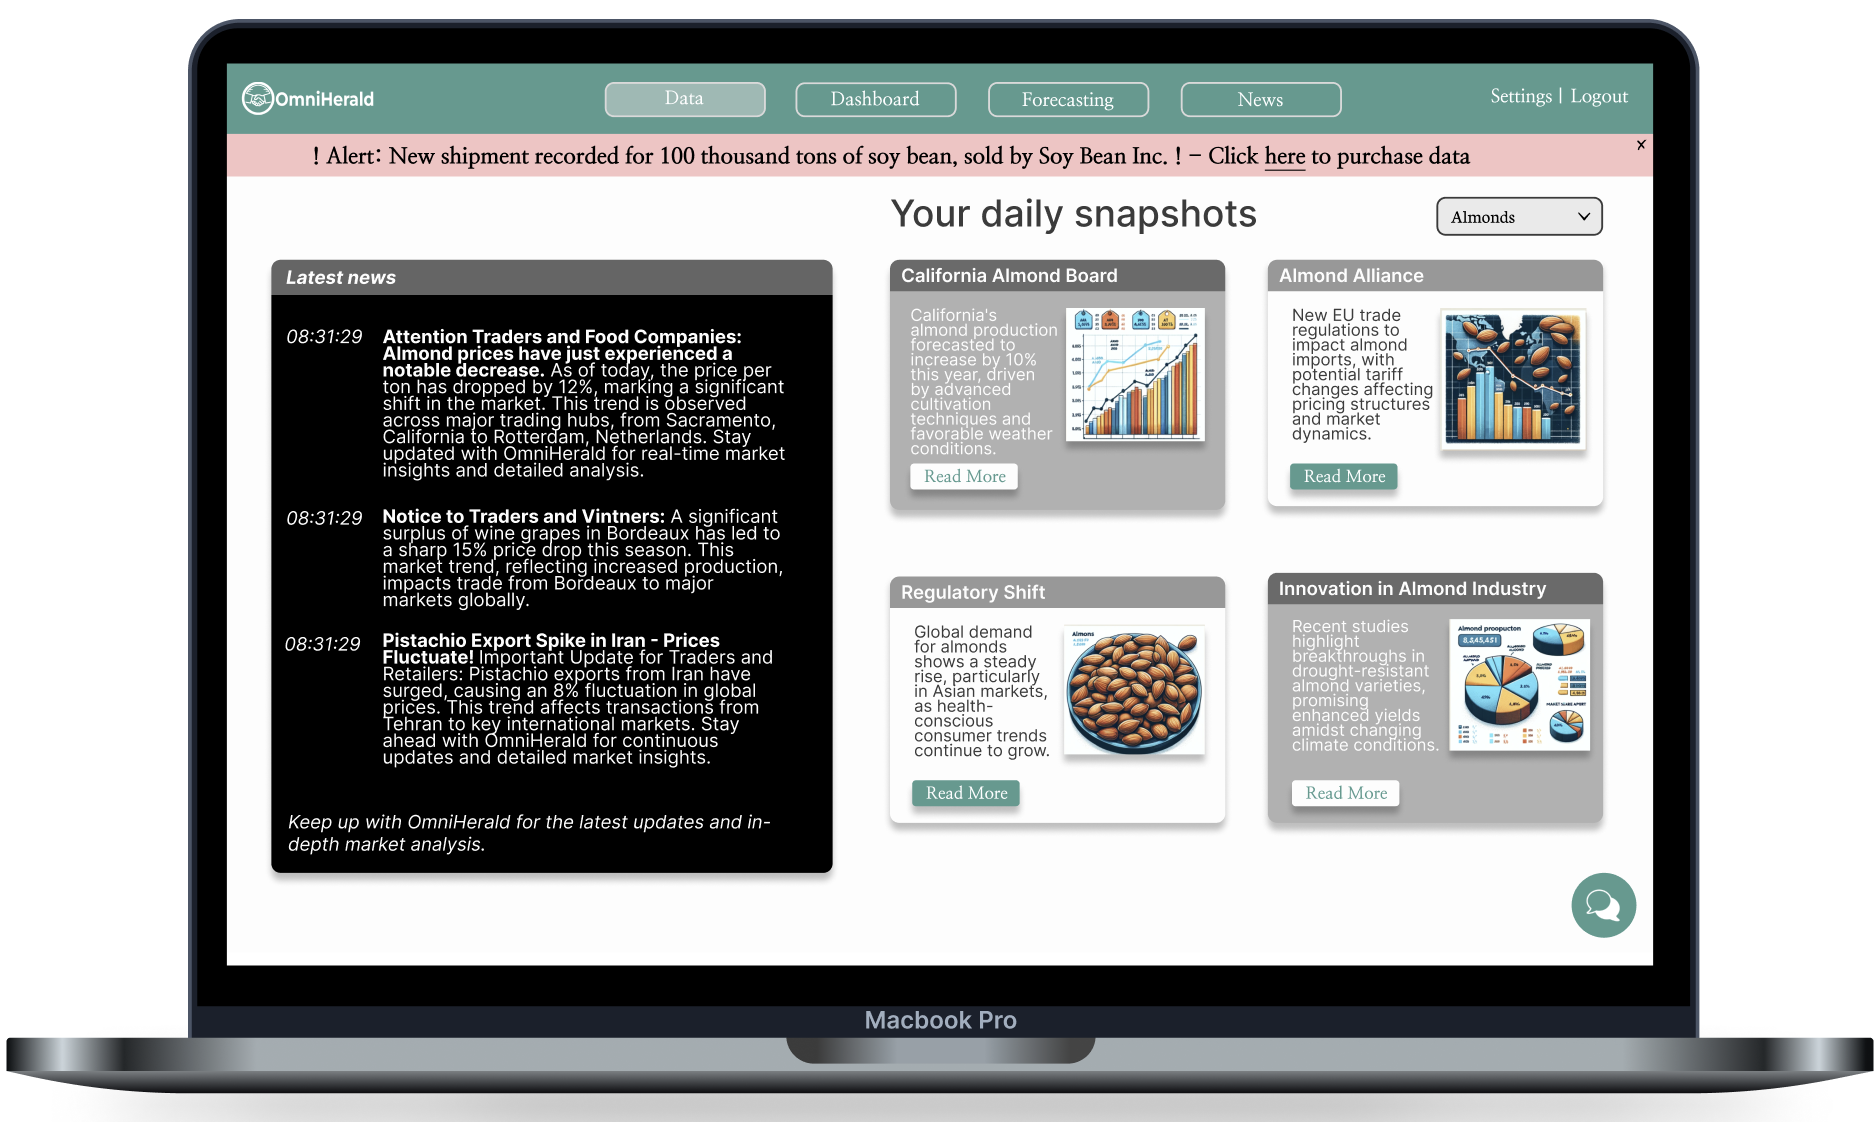 OmniHerald
Data
Dashboard
Forecasting
News
Settings | Logout
! Alert: New shipment recorded for 100 thousand tons of soy bean, sold by Soy Bean Inc. ! - Click here to purchase data
x
Your daily snapshots
Almonds
Latest news
08:31:29
Attention Traders and Food Companies:
Almond prices have just experienced a
notable decrease. As of today, the price per
ton has dropped by 12%, marking a significant
shift in the market. This trend is observed
across major trading hubs, from Sacramento,
California to Rotterdam, Netherlands. Stay
updated with OmniHerald for real-time market
insights and detailed analysis.
08:31:29
Notice to Traders and Vintners: A significant
surplus of wine grapes in Bordeaux has led to
a sharp 15% price drop this season. This
market trend, reflecting increased production,
impacts trade from Bordeaux to major
markets globally.
08:31:29
Pistachio Export Spike in Iran - Prices
Fluctuate! Important Update for Traders and
Retailers: Pistachio exports from Iran have
surged, causing an 8% fluctuation in global
prices. This trend affects transactions from
Tehran to key international markets. Stay
ahead with OmniHerald for continuous
updates and detailed market insights.
Keep up with OmniHerald for the latest updates and in-
depth market analysis.
California Almond Board
California's
almond production
forecasted to
increase by 10%
this year, driven
by advanced
cultivation
techniques and
favorable weather
conditions.
Read More
Almond Alliance
New EU trade
regulations to
impact almond
imports, with
potential tariff
changes affecting
pricing structures
and market
dynamics.
Read More
Regulatory Shift
Global demand
for almonds
shows a steady
rise, particularly
in Asian markets,
as health-
conscious
consumer trends
continue to grow.
Almons
Read More
Innovation in Almond Industry
Recent studies
highlight
breakthroughs in
drought-resistant
almond varieties,
promising
enhanced yields
amidst changing
climate conditions.
Almond proopucton
8,3,45,451
Read More
Macbook Pro